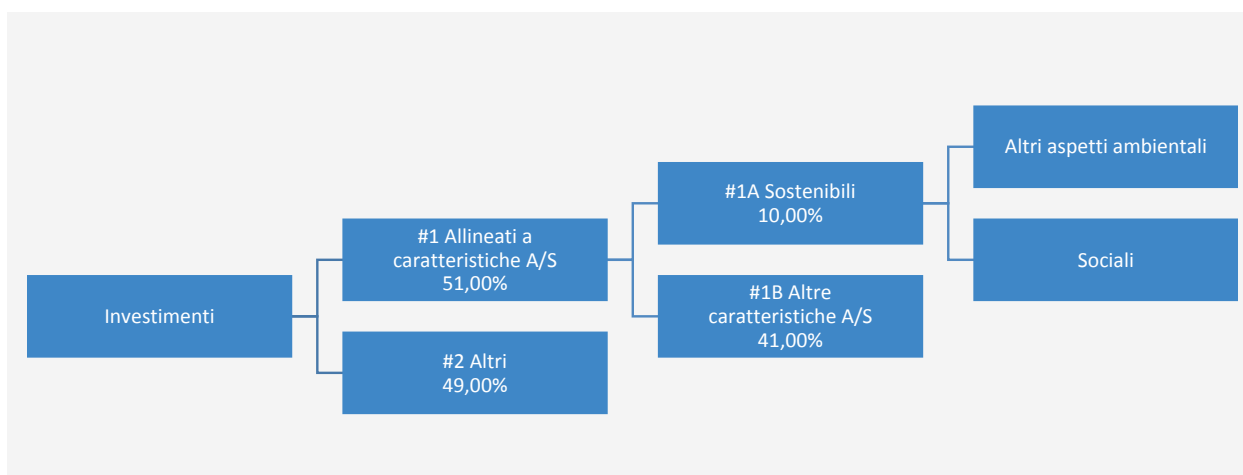 Investimenti
#1 Allineati a
caratteristiche A/S
51,00%
#2 Altri
49,00%
#1A Sostenibili
10,00%
#1B Altre
caratteristiche A/S
41,00%
Altri aspetti ambientali
Sociali